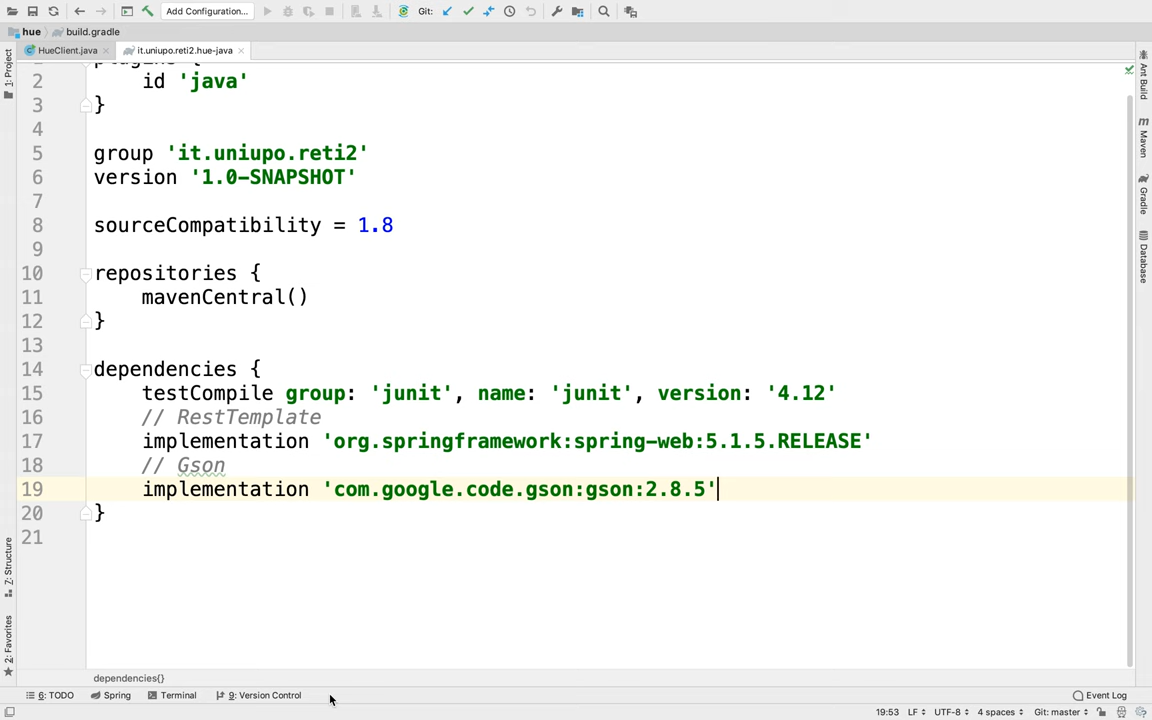 Add Configuration...
Git:
hue
build.gradle
HueClient.java
it.uniupo.reti2.hue-java
1: Project
7: Structure
2: Favorites
Ant Build
Maven
Gradle
Database
1 plugins {
2 id 'java'
3 }
4
5 group 'it.uniupo.reti2'
6 version '1.0-SNAPSHOT'
7
8 sourceCompatibility = 1.8
9
10 repositories {
11 mavenCentral()
12 }
13
14 dependencies {
15 testCompile group: 'junit', name: 'junit', version: '4.12'
16 // RestTemplate
17 implementation 'org.springframework:spring-web:5.1.5.RELEASE'
18 // Gson
19 implementation 'com.google.code.gson:gson:2.8.5'
20 }
21
dependencies{}
6: TODO
Spring
Terminal
9: Version Control
Event Log
19:53
LF
UTF-8
4 spaces
Git: master